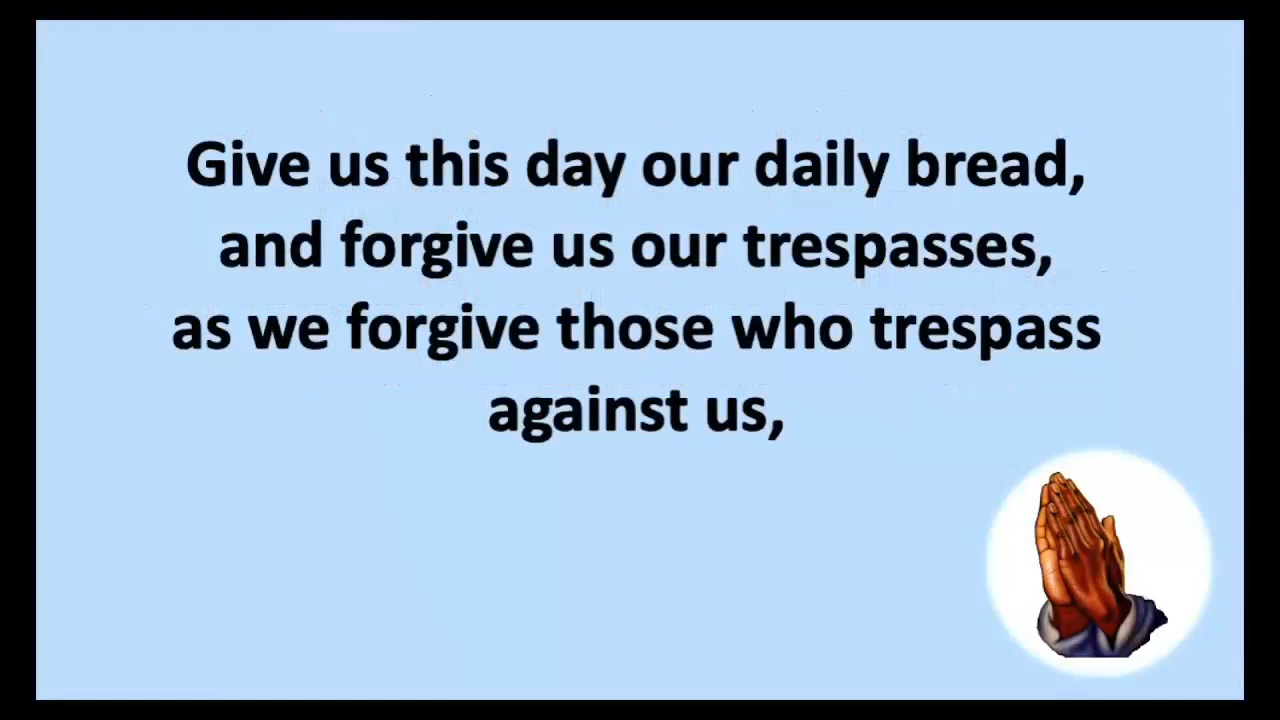 Give us this day our daily bread,
and forgive us our trespasses,
as we forgive those who trespass
against us,